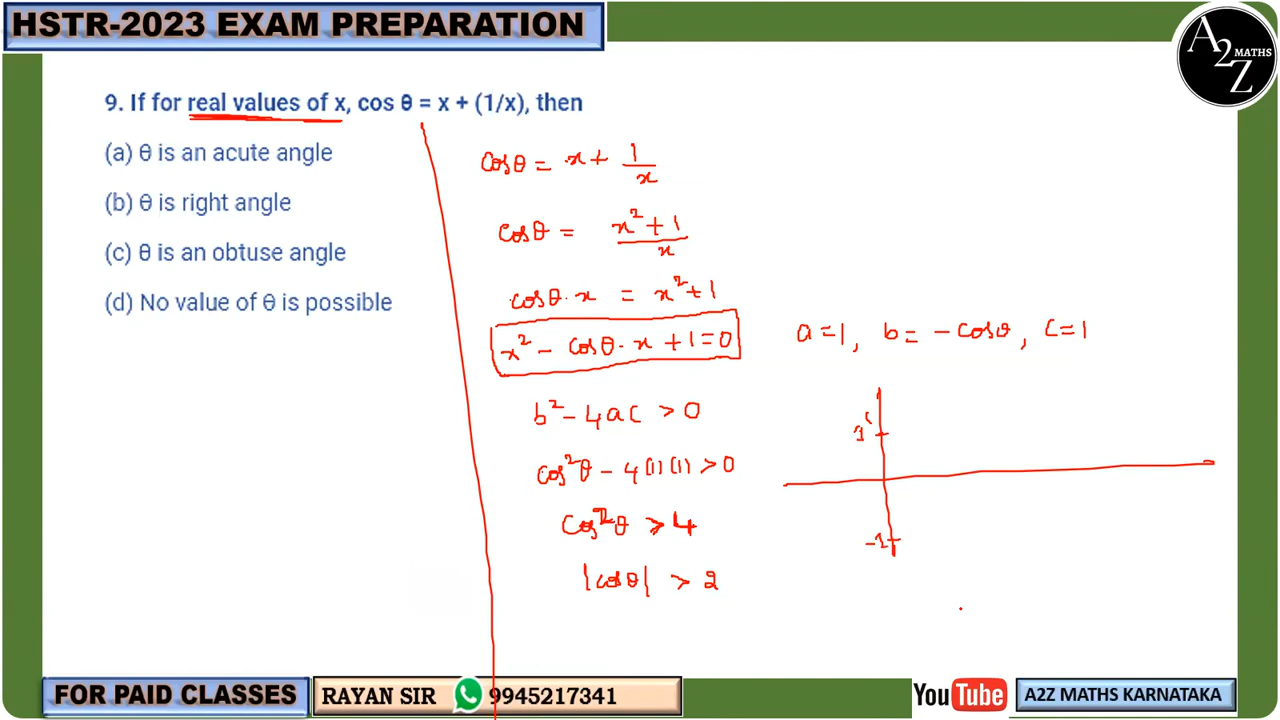 HSTR-2023 EXAM PREPARATION
A2Z MATHS
9. If for real values of x, cos θ = x + (1/x), then
(a) θ is an acute angle
(b) θ is right angle
(c) θ is an obtuse angle
(d) No value of θ is possible
cosθ = x + 1/x
cosθ = x²+1/x
cosθ·x = x²+1
x² - cosθ·x +1=0
a=1, b= -cosθ, c=1
b²-4ac >0
cos²θ - 4(1)(1) >0
cos²θ >4
|cosθ| > 2
1
-1
FOR PAID CLASSES
RAYAN SIR 9945217341
YouTube
A2Z MATHS KARNATAKA